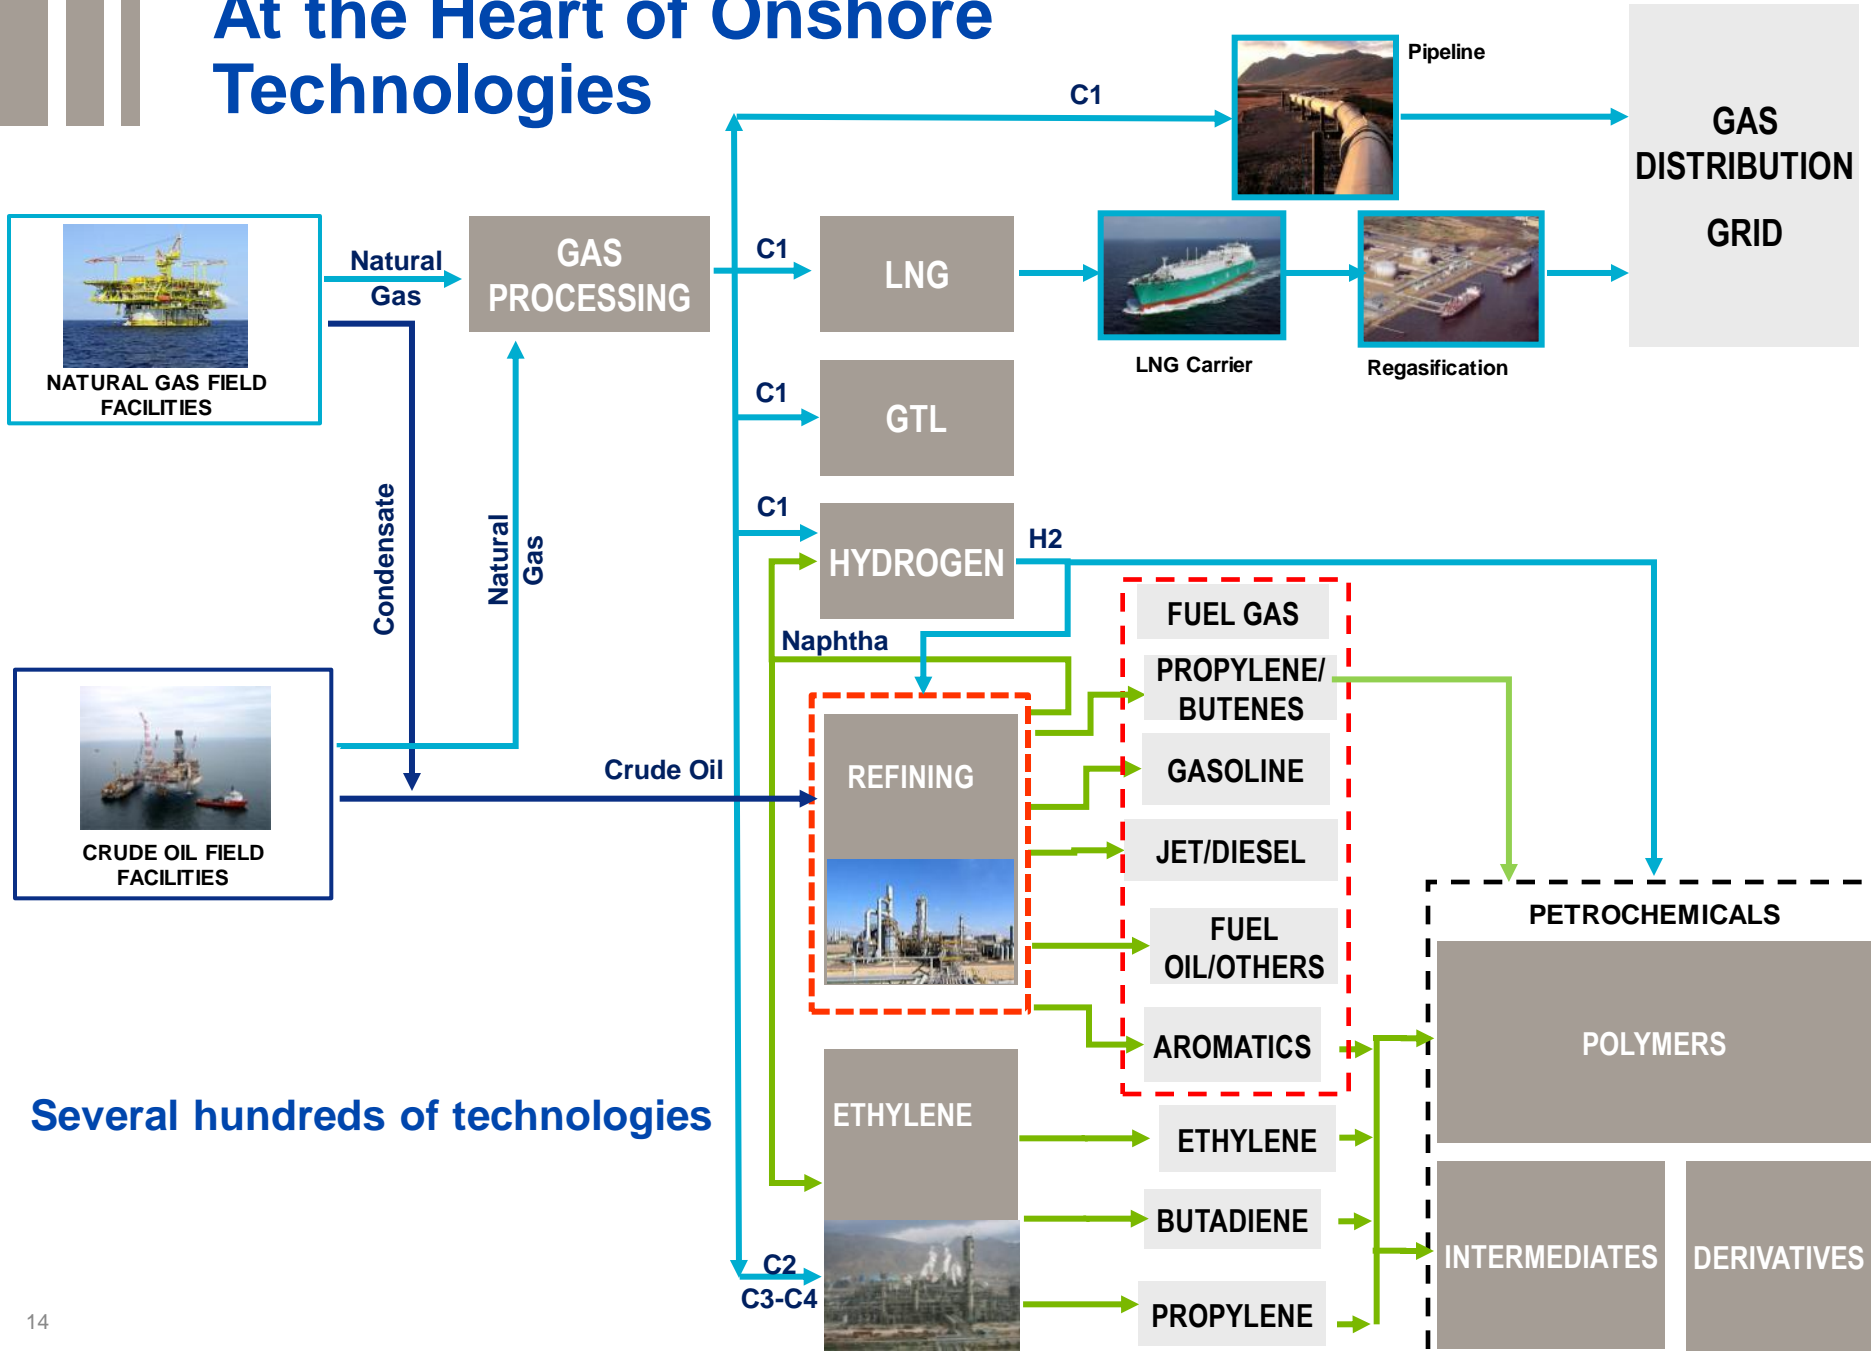 At the Heart of Onshore
Technologies
Pipeline
C1
GAS
DISTRIBUTION
GRID
Natural
Gas
GAS
PROCESSING
C1
LNG
LNG Carrier
Regasification
NATURAL GAS FIELD
FACILITIES
C1
GTL
Condensate
Natural
Gas
C1
HYDROGEN
H2
FUEL GAS
Naphtha
PROPYLENE/
BUTENES
Crude Oil
REFINING
GASOLINE
JET/DIESEL
CRUDE OIL FIELD
FACILITIES
FUEL
OIL/OTHERS
AROMATICS
PETROCHEMICALS
POLYMERS
Several hundreds of technologies
ETHYLENE
ETHYLENE
BUTADIENE
INTERMEDIATES
DERIVATIVES
C2
C3-C4
PROPYLENE
14